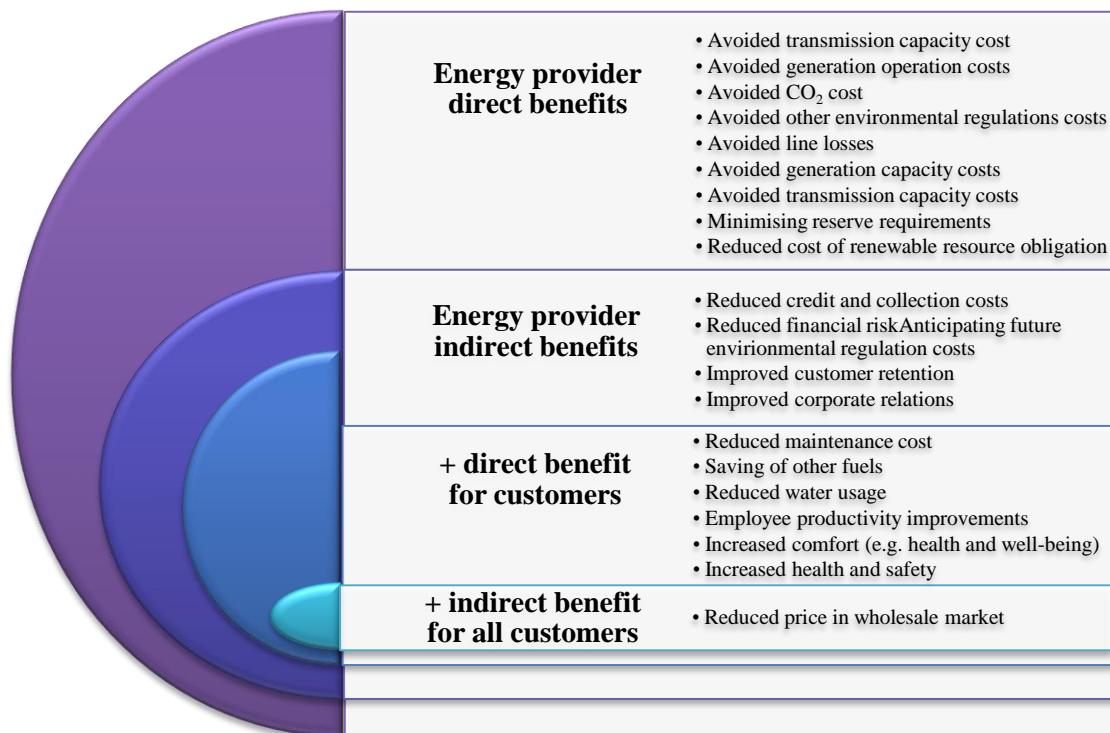 Energy provider
direct benefits
• Avoided transmission capacity cost
• Avoided generation operation costs
• Avoided CO₂ cost
• Avoided other environmental regulations costs
• Avoided line losses
• Avoided generation capacity costs
• Avoided transmission capacity costs
• Minimising reserve requirements
• Reduced cost of renewable resource obligation
Energy provider
indirect benefits
• Reduced credit and collection costs
• Reduced financial riskAnticipating future
envirionmental regulation costs
• Improved customer retention
• Improved corporate relations
+ direct benefit
for customers
• Reduced maintenance cost
• Saving of other fuels
• Reduced water usage
• Employee productivity improvements
• Increased comfort (e.g. health and well-being)
• Increased health and safety
+ indirect benefit
for all customers
• Reduced price in wholesale market